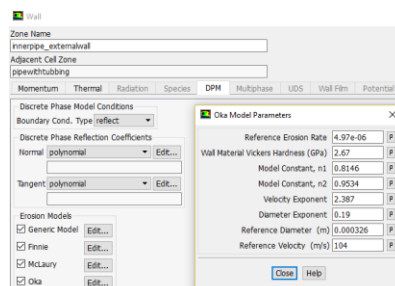 Wall
Zone Name
innerpipe_externalwall
Adjacent Cell Zone
pipewithtubbing
Momentum Thermal Radiation Species DPM Multiphase UDS Wall Film Potential
Discrete Phase Model Conditions
Boundary Cond. Type reflect
Discrete Phase Reflection Coefficients
Normal polynomial Edit...
Tangent polynomial Edit...
Erosion Models
Generic Model Edit...
Finnie Edit...
McLaury Edit...
Oka Edit...
Oka Model Parameters
Reference Erosion Rate 4.97e-06 P
Wall Material Vickers Hardness (GPa) 2.67 P
Model Constant, n1 0.8146 P
Model Constant, n2 0.9534 P
Velocity Exponent 2.387 P
Diameter Exponent 0.19 P
Reference Diameter (m) 0.000326 P
Reference Velocity (m/s) 104 P
Close Help